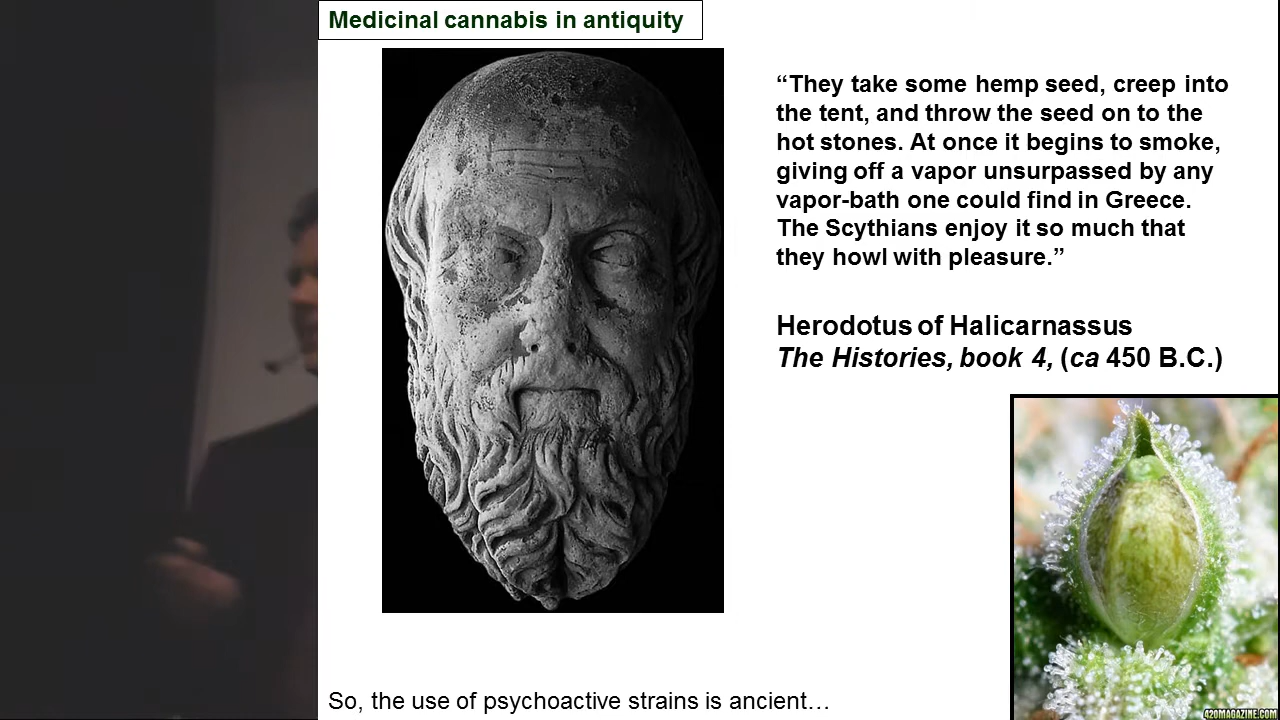 Medicinal cannabis in antiquity
“They take some hemp seed, creep into
the tent, and throw the seed on to the
hot stones. At once it begins to smoke,
giving off a vapor unsurpassed by any
vapor-bath one could find in Greece.
The Scythians enjoy it so much that
they howl with pleasure.”
Herodotus of Halicarnassus
The Histories, book 4, (ca 450 B.C.)
420MAGAZINE.COM
So, the use of psychoactive strains is ancient…